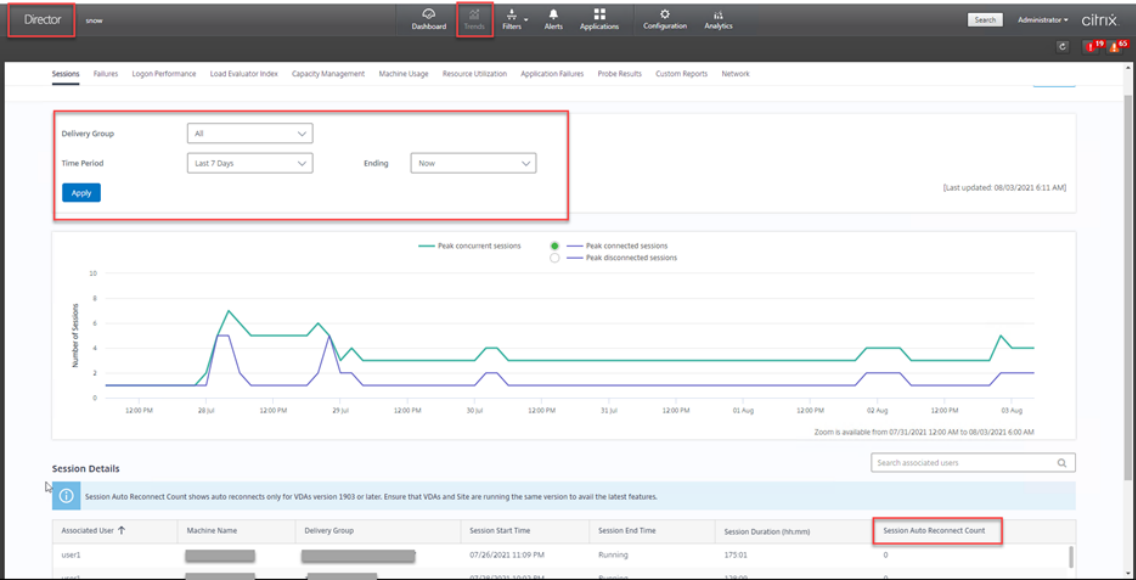 Director snow Dashboard Trends Filters Alerts Applications Configuration Analytics Search Administrator citrix
19 65
Sessions Failures Logon Performance Load Evaluator Index Capacity Management Machine Usage Resource Utilization Application Failures Probe Results Custom Reports Network
Delivery Group All
Time Period Last 7 Days Ending Now
Apply
[Last updated: 08/03/2021 6:11 AM]
Peak concurrent sessions Peak connected sessions
Peak disconnected sessions
10
8
6
4
2
0
Number of Sessions
12:00 PM 28 Jul 12:00 PM 29 Jul 12:00 PM 30 Jul 12:00 PM 31 Jul 12:00 PM 01 Aug 12:00 PM 02 Aug 12:00 PM 03 Aug
Zoom is available from 07/31/2021 12:00 AM to 08/03/2021 6:00 AM
Session Details Search associated users
Session Auto Reconnect Count shows auto reconnects only for VDAs version 1903 or later. Ensure that VDAs and Site are running the same version to avail the latest features.
Associated User Machine Name Delivery Group Session Start Time Session End Time Session Duration (hh:mm) Session Auto Reconnect Count
user1 07/26/2021 11:09 PM Running 175:01 0